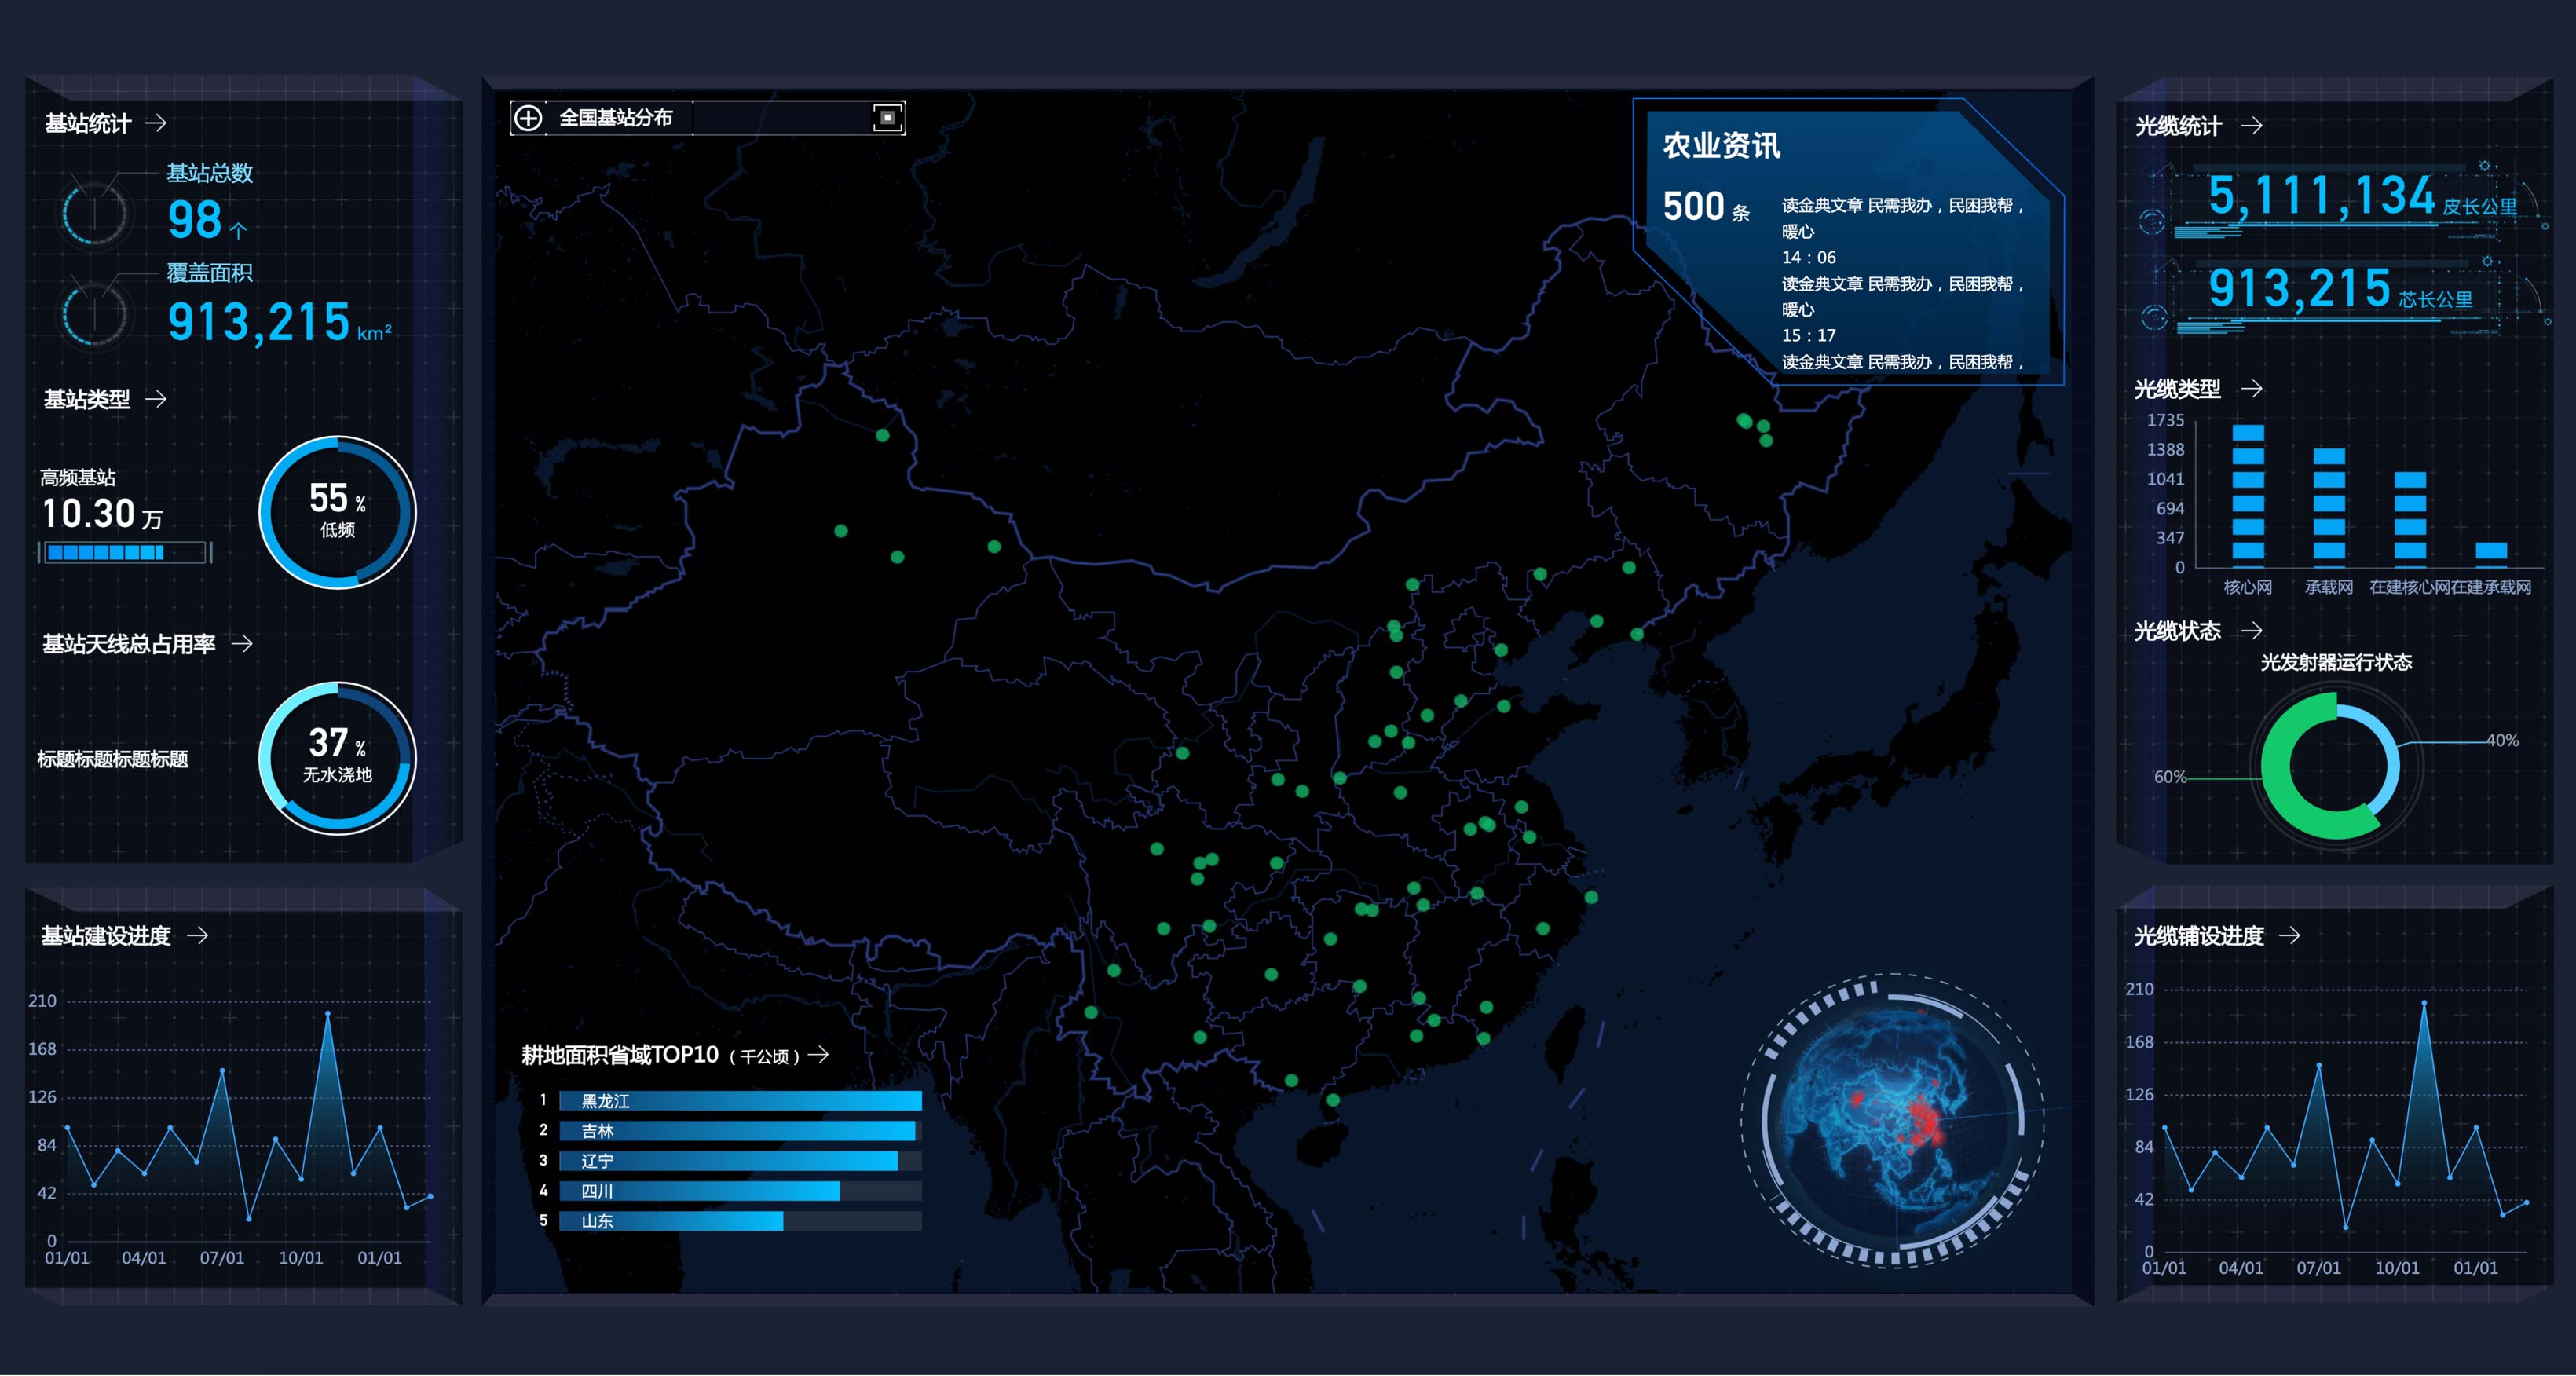 基站统计
基站总数
98 个
覆盖面积
913,215 km²
基站类型
高频基站
10.30 万
55 %
低频
基站天线总占用率
标题标题标题标题
37 %
无水浇地
基站建设进度
210
168
126
84
42
0
01/01 04/01 07/01 10/01 01/01
全国基站分布
农业资讯
500 条
读金典文章 民需我办，民困我帮，
暖心
14：06
读金典文章 民需我办，民困我帮，
暖心
15：17
读金典文章 民需我办，民困我帮，
耕地面积省域TOP10（千公顷）
1 黑龙江
2 吉林
3 辽宁
4 四川
5 山东
光缆统计
5,111,134 皮长公里
913,215 芯长公里
光缆类型
1735
1388
1041
694
347
0
核心网 承载网 在建核心网 在建承载网
光缆状态
光发射器运行状态
40%
60%
光缆铺设进度
210
168
126
84
42
0
01/01 04/01 07/01 10/01 01/01